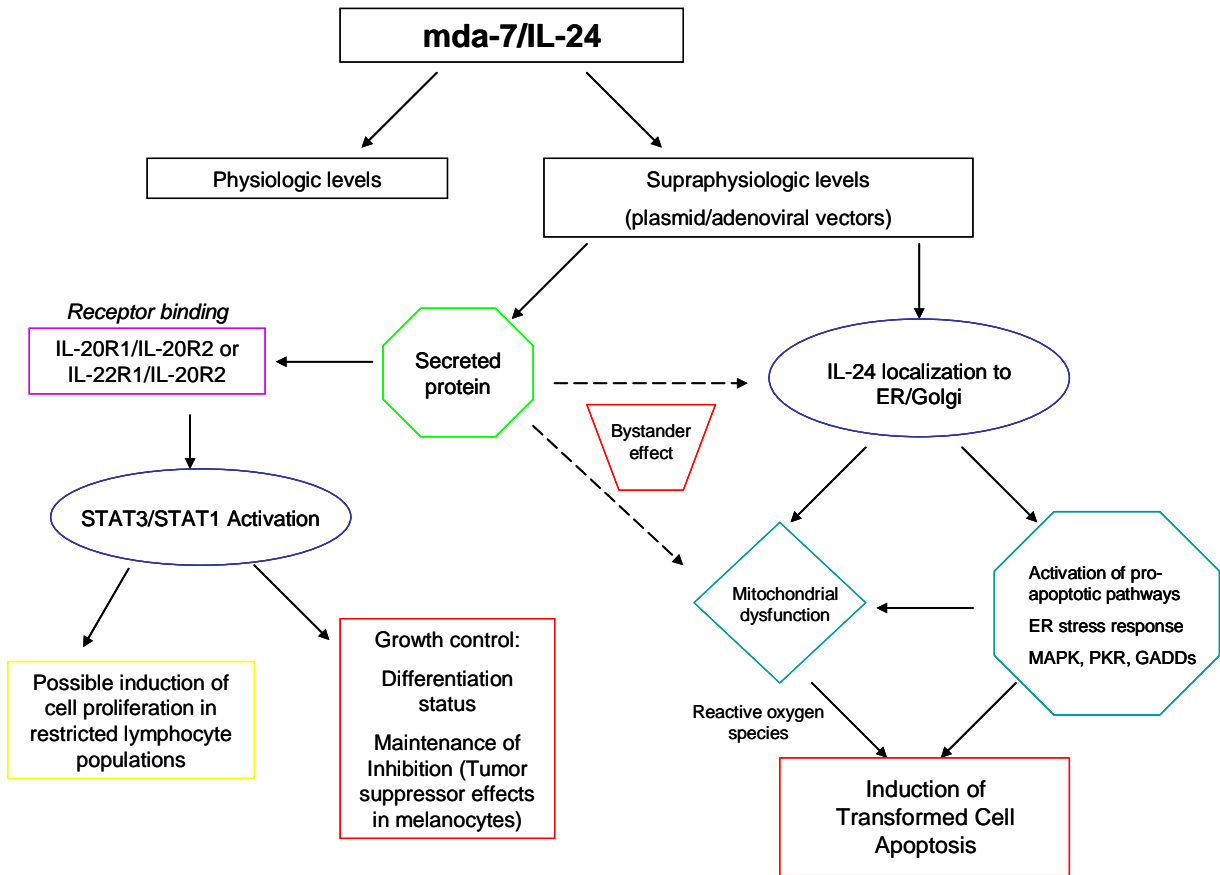 mda-7/IL-24
Physiologic levels
Supraphysiologic levels
(plasmid/adenoviral vectors)
Receptor binding
IL-20R1/IL-20R2 or
IL-22R1/IL-20R2
Secreted
protein
IL-24 localization to
ER/Golgi
Bystander
effect
STAT3/STAT1 Activation
Mitochondrial
dysfunction
Activation of pro-
apoptotic pathways
ER stress response
MAPK, PKR, GADDs
Possible induction of
cell proliferation in
restricted lymphocyte
populations
Growth control:
Differentiation
status
Maintenance of
Inhibition (Tumor
suppressor effects
in melanocytes)
Reactive oxygen
species
Induction of
Transformed Cell
Apoptosis